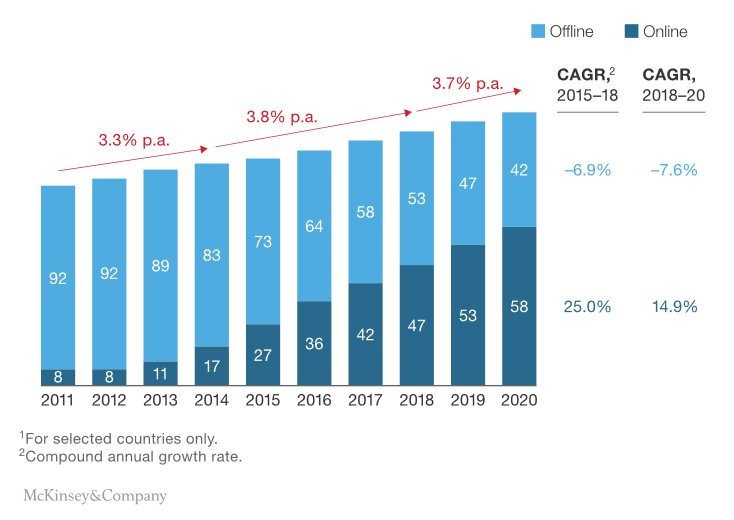 Offline Online
CAGR,2 CAGR,
2015–18 2018–20
3.7% p.a.
3.8% p.a.
3.3% p.a.
92 92 89 83 73 64 58 53 47 42 –6.9% –7.6%
8 8 11 17 27 36 42 47 53 58 25.0% 14.9%
2011 2012 2013 2014 2015 2016 2017 2018 2019 2020
1For selected countries only.
2Compound annual growth rate.
McKinsey&Company